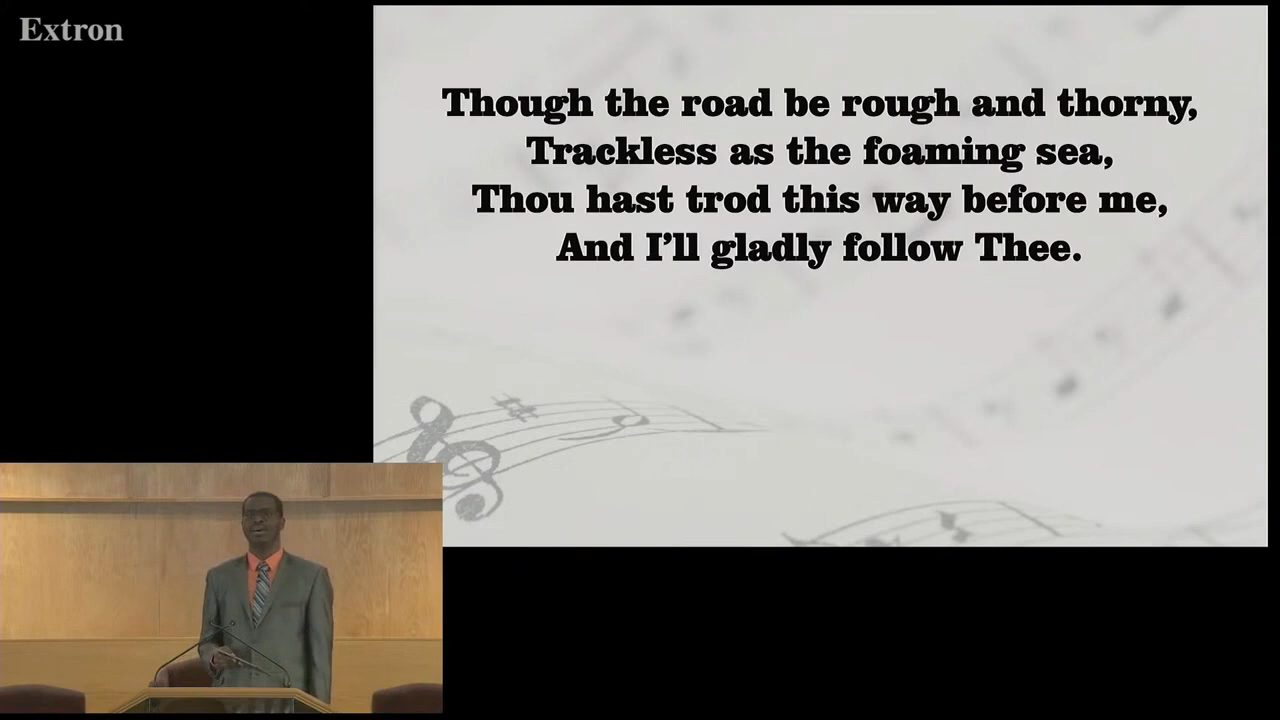 Extron
Though the road be rough and thorny,
Trackless as the foaming sea,
Thou hast trod this way before me,
And I'll gladly follow Thee.